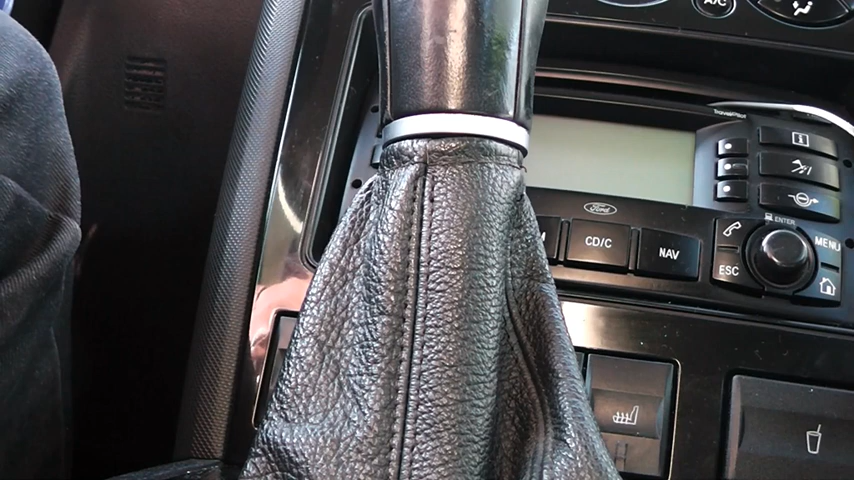 A/C
TravelPilot
Ford
CD/C
NAV
ENTER
MENU
ESC